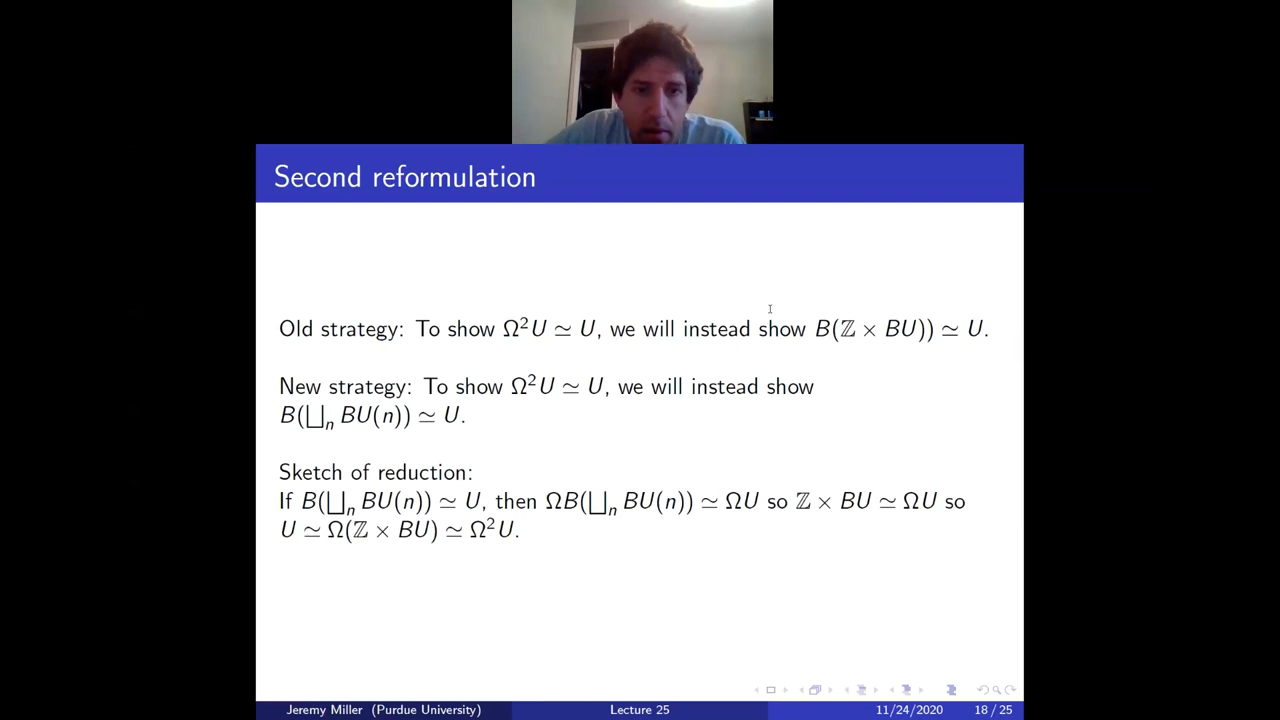 Second reformulation
Old strategy: To show Ω²U ≃ U, we will instead show B(ℤ × BU)) ≃ U.
New strategy: To show Ω²U ≃ U, we will instead show
B(⨆ₙ BU(n)) ≃ U.
Sketch of reduction:
If B(⨆ₙ BU(n)) ≃ U, then ΩB(⨆ₙ BU(n)) ≃ ΩU so ℤ × BU ≃ ΩU so
U ≃ Ω(ℤ × BU) ≃ Ω²U.
Jeremy Miller (Purdue University) Lecture 25 11/24/2020 18 / 25